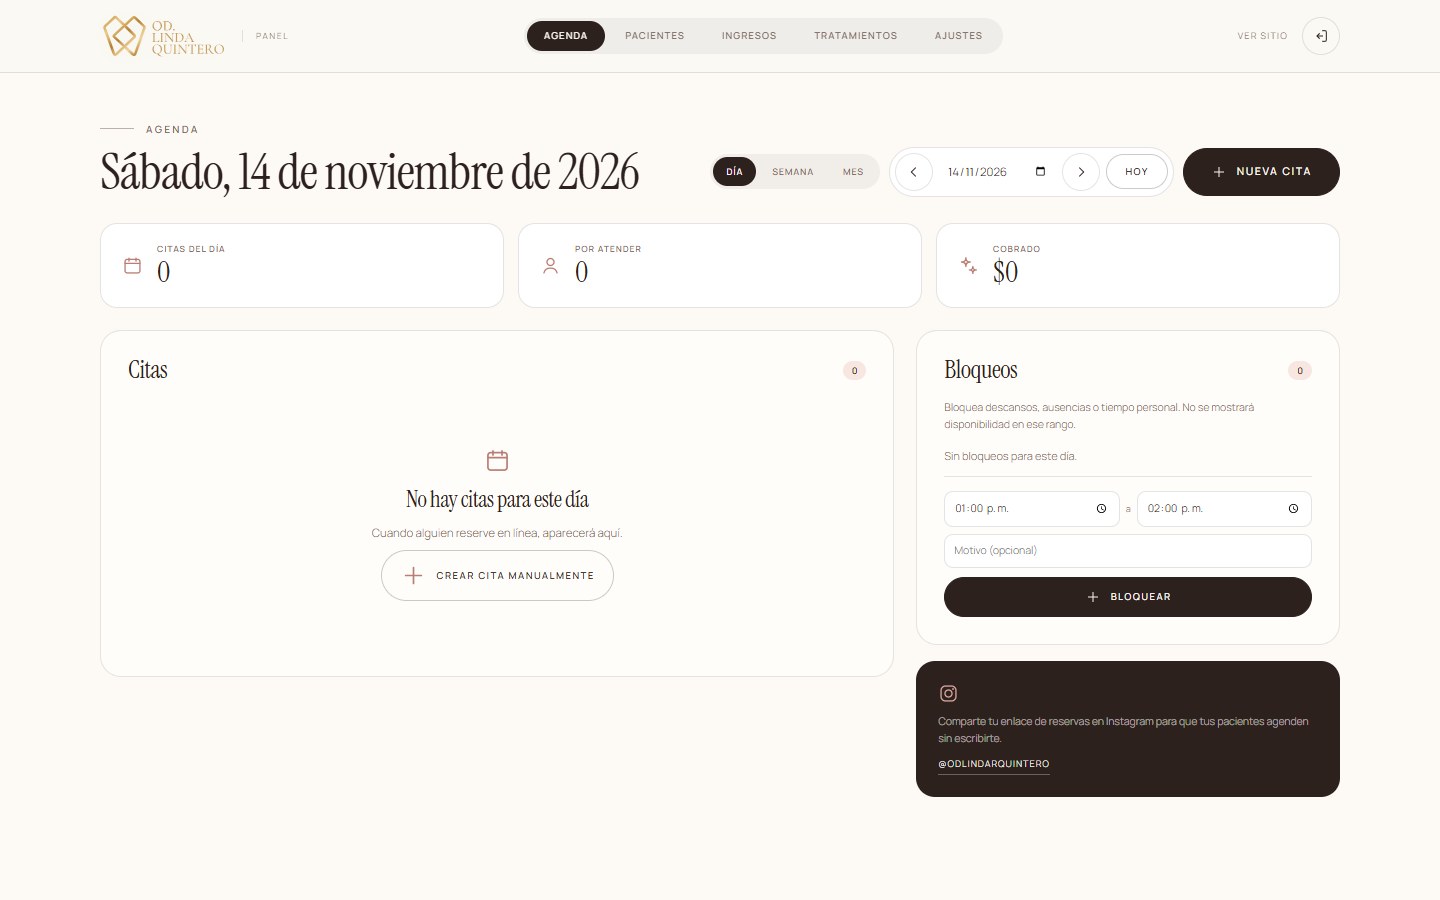 OD.
LINDA
QUINTERO
PANEL
AGENDA
PACIENTES
INGRESOS
TRATAMIENTOS
AJUSTES
VER SITIO
AGENDA
Sábado, 14 de noviembre de 2026
DÍA
SEMANA
MES
14/11/2026
HOY
NUEVA CITA
CITAS DEL DÍA
0
POR ATENDER
0
COBRADO
$0
Citas
0
No hay citas para este día
Cuando alguien reserve en línea, aparecerá aquí.
CREAR CITA MANUALMENTE
Bloqueos
0
Bloquea descansos, ausencias o tiempo personal. No se mostrará
disponibilidad en ese rango.
Sin bloqueos para este día.
01:00 p. m.
a
02:00 p. m.
Motivo (opcional)
BLOQUEAR
Comparte tu enlace de reservas en Instagram para que tus pacientes agenden
sin escribirte.
@ODLINDARQUINTERO